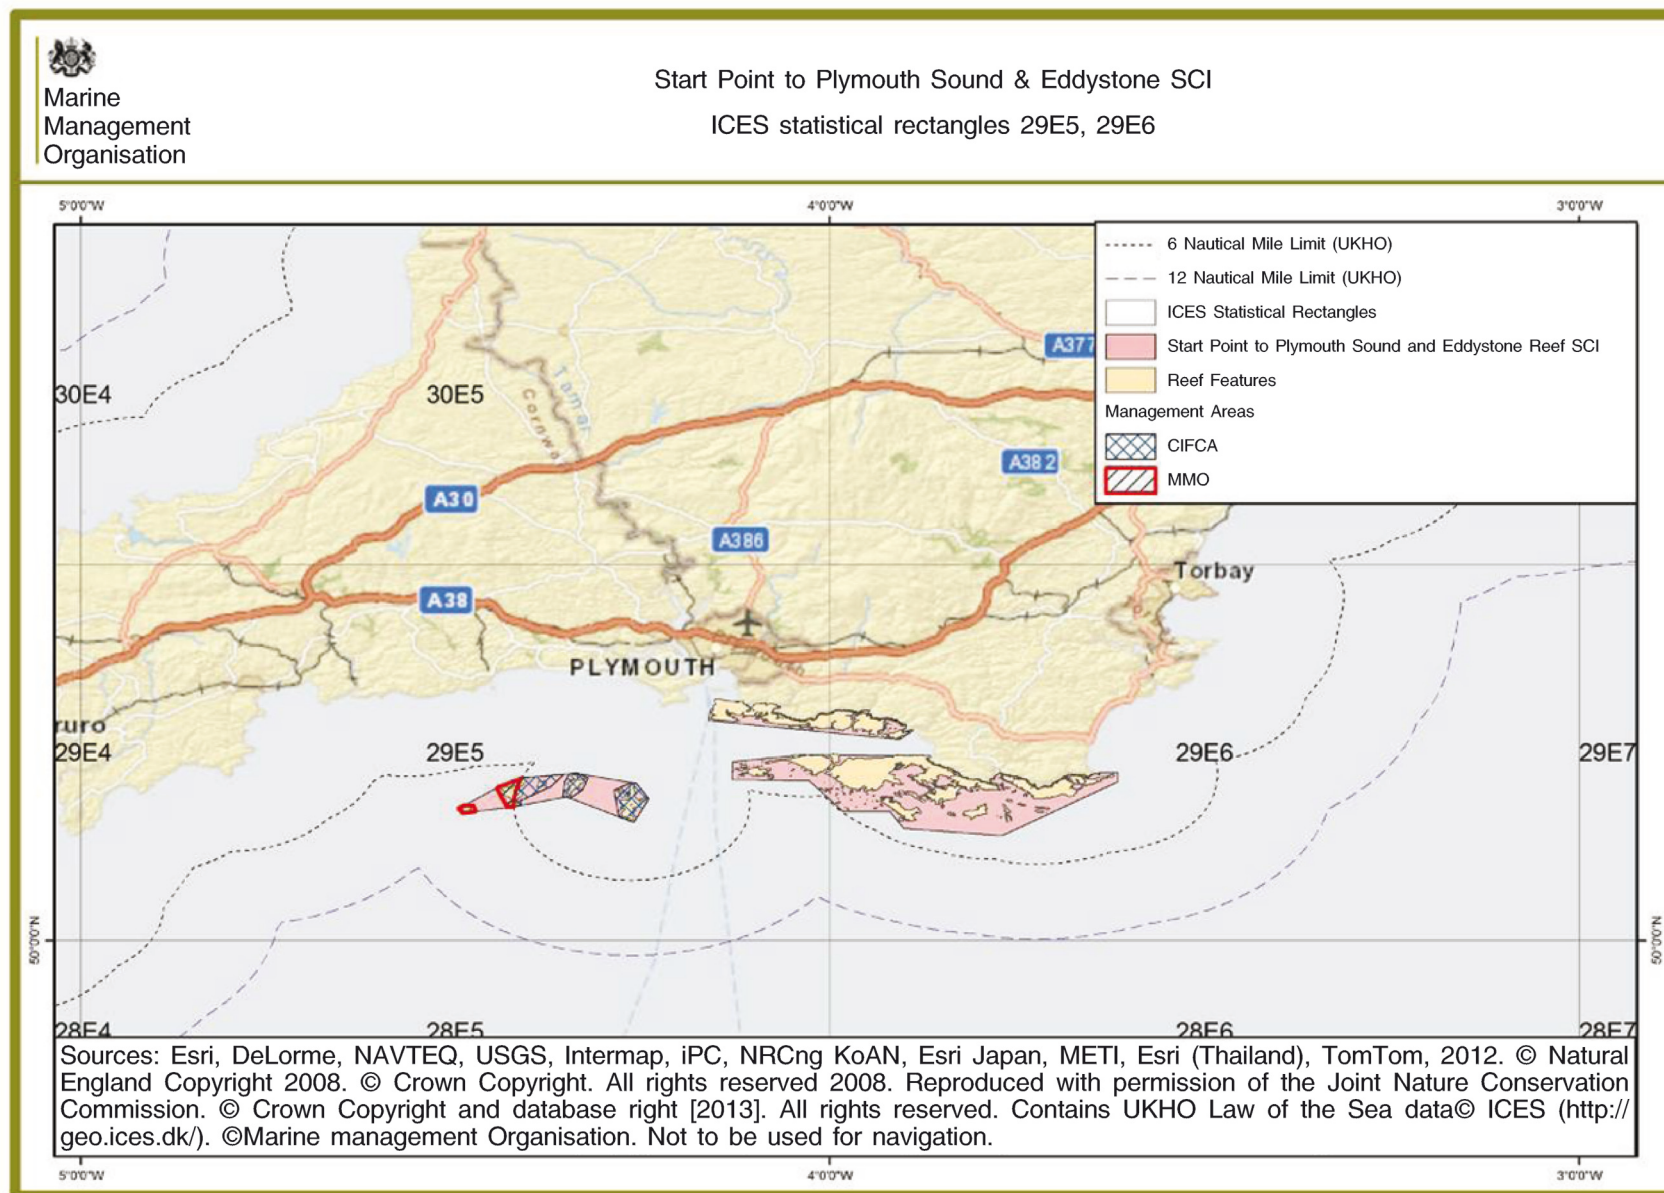 Marine
Management
Organisation
Start Point to Plymouth Sound & Eddystone SCI
ICES statistical rectangles 29E5, 29E6
5°0'0"W
4°0'0"W
3°0'0"W
6 Nautical Mile Limit (UKHO)
12 Nautical Mile Limit (UKHO)
ICES Statistical Rectangles
Start Point to Plymouth Sound and Eddystone Reef SCI
Reef Features
Management Areas
CIFCA
MMO
A377
30E4
30E5
Tamar
Cornwal
A382
A30
A386
Torbay
A38
PLYMOUTH
ruro
29E4
29E5
29E6
29E7
50°0'0"N
50°0'0"N
28E4
28E5
28E6
28E7
Sources: Esri, DeLorme, NAVTEQ, USGS, Intermap, iPC, NRCng KoAN, Esri Japan, METI, Esri (Thailand), TomTom, 2012. © Natural
England Copyright 2008. © Crown Copyright. All rights reserved 2008. Reproduced with permission of the Joint Nature Conservation
Commission. © Crown Copyright and database right [2013]. All rights reserved. Contains UKHO Law of the Sea data© ICES (http://
geo.ices.dk/). ©Marine management Organisation. Not to be used for navigation.
5°0'0"W
4°0'0"W
3°0'0"W